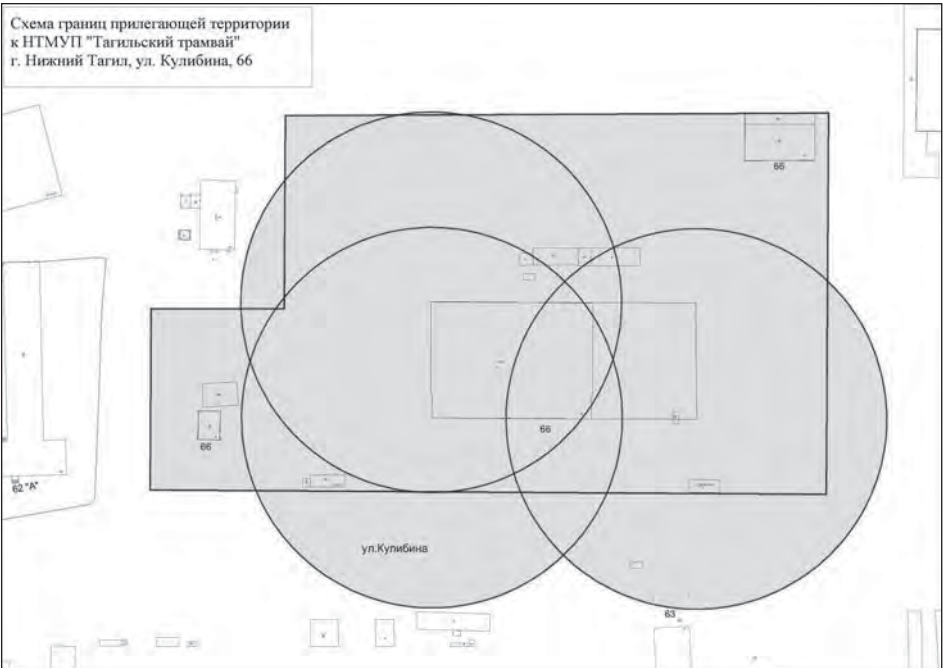 Схема границ прилегающей территории
к НТМУП "Тагильский трамвай"
г. Нижний Тагил, ул. Кулибина, 66
66
66
66
62 "А"
ул.Кулибина
63